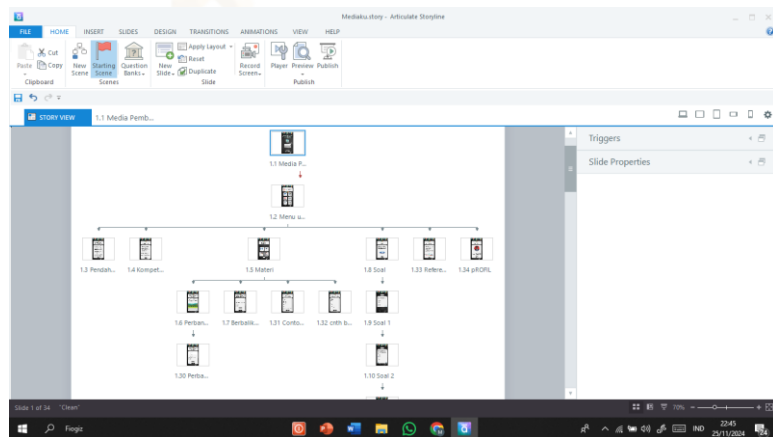 Mediaku.story - Articulate Storyline
FILE HOME INSERT SLIDES DESIGN TRANSITIONS ANIMATIONS VIEW HELP
Paste Cut Copy
New Scene Starting Scene Question Banks
New Slide Apply Layout Reset Duplicate
Record Screen Player Preview Publish
Clipboard Scenes Slide Publish
STORY VIEW 1.1 Media Pemb...
Triggers
Slide Properties
1.1 Media P...
1.2 Menu u...
1.3 Pendah... 1.4 Kompet... 1.5 Materi 1.8 Soal 1.33 Refere... 1.34 pROFIL
1.6 Perban... 1.7 Berbalik... 1.31 Conto... 1.32 cnth b... 1.9 Soal 1
1.30 Perba... 1.10 Soal 2
Slide 1 of 34 "Clean" 70%
Fiogiz IND 22:45
25/11/2024
24